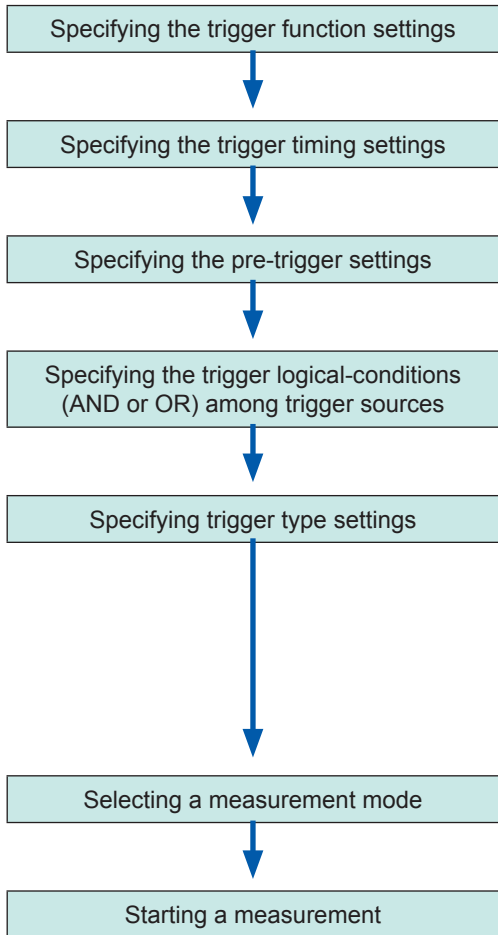 Specifying the trigger function settings
Specifying the trigger timing settings
Specifying the pre-trigger settings
Specifying the trigger logical-conditions
(AND or OR) among trigger sources
Specifying trigger type settings
Selecting a measurement mode
Starting a measurement